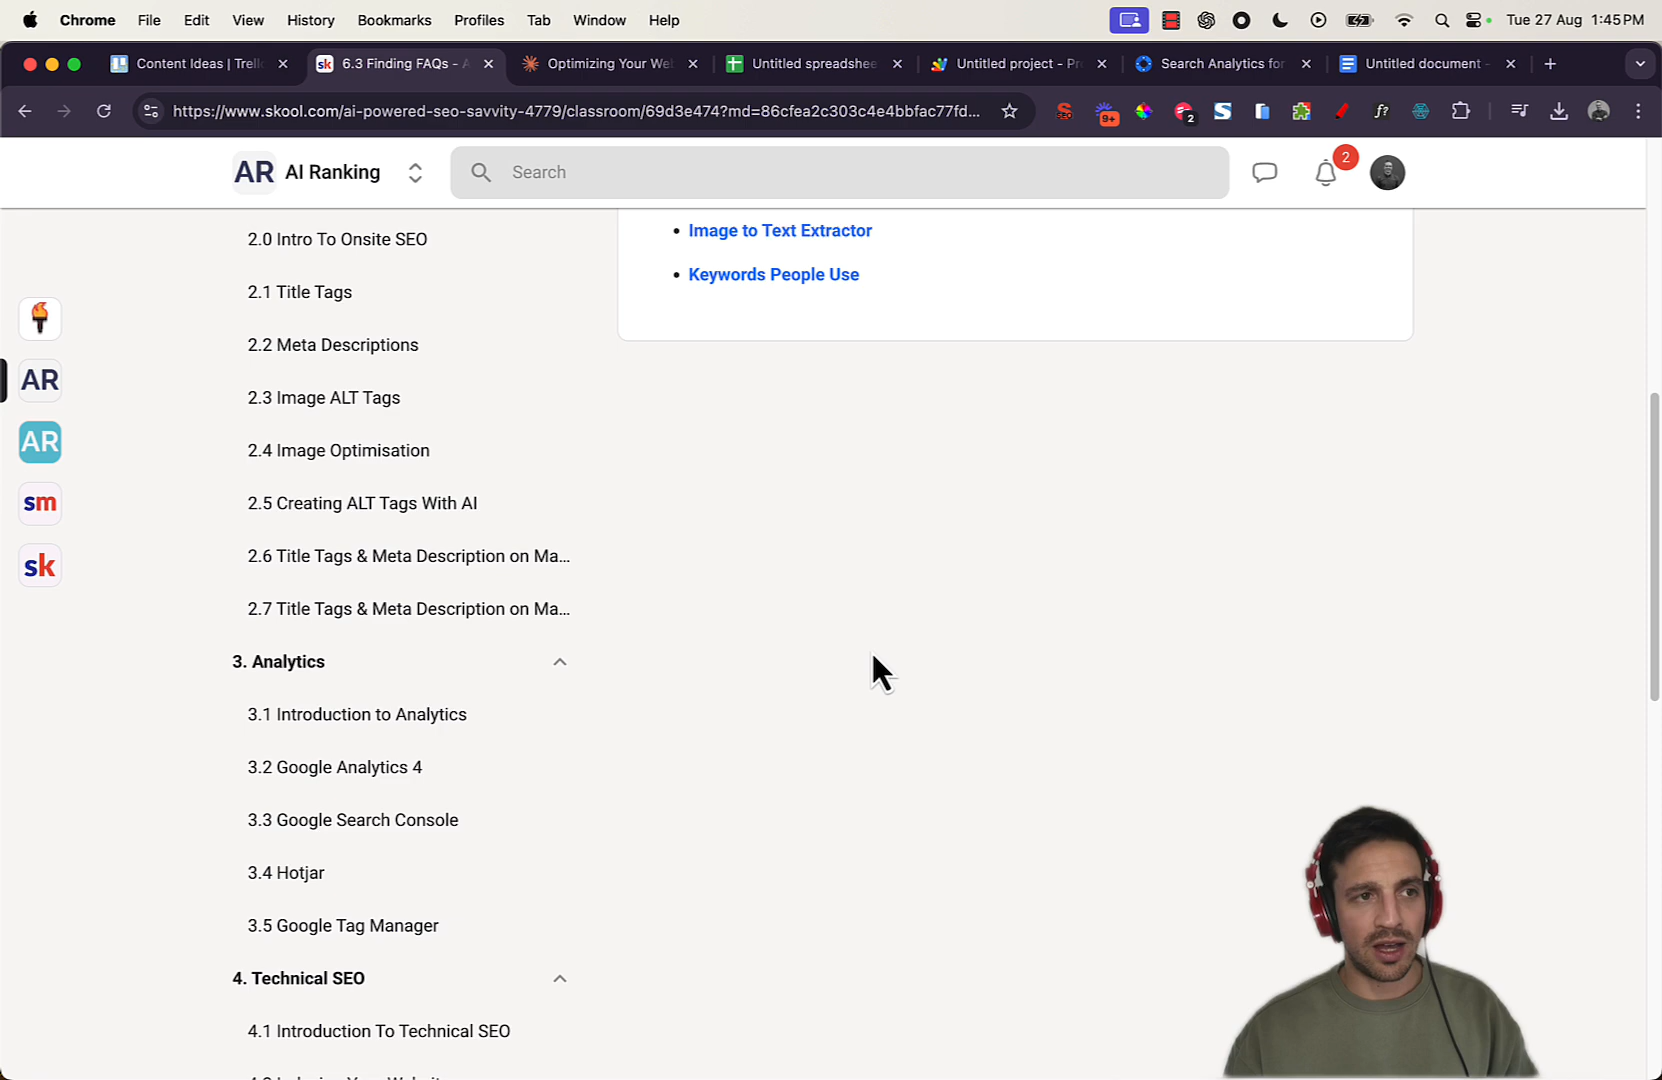 Chrome File Edit View History Bookmarks Profiles Tab Window Help Tue 27 Aug 1:45 PM
Content Ideas | Trell
sk 6.3 Finding FAQs - A
Optimizing Your Web
Untitled spreadshee
Untitled project - Pr
Search Analytics for
Untitled document -
https://www.skool.com/ai-powered-seo-savvity-4779/classroom/69d3e474?md=86cfea2c303c4e4bbfac77fd...
SEO 9+ 2 S f?
AR AI Ranking Search 2
Image to Text Extractor
Keywords People Use
AR
AR
sm
sk
2.0 Intro To Onsite SEO
2.1 Title Tags
2.2 Meta Descriptions
2.3 Image ALT Tags
2.4 Image Optimisation
2.5 Creating ALT Tags With AI
2.6 Title Tags & Meta Description on Ma...
2.7 Title Tags & Meta Description on Ma...
3. Analytics
3.1 Introduction to Analytics
3.2 Google Analytics 4
3.3 Google Search Console
3.4 Hotjar
3.5 Google Tag Manager
4. Technical SEO
4.1 Introduction To Technical SEO